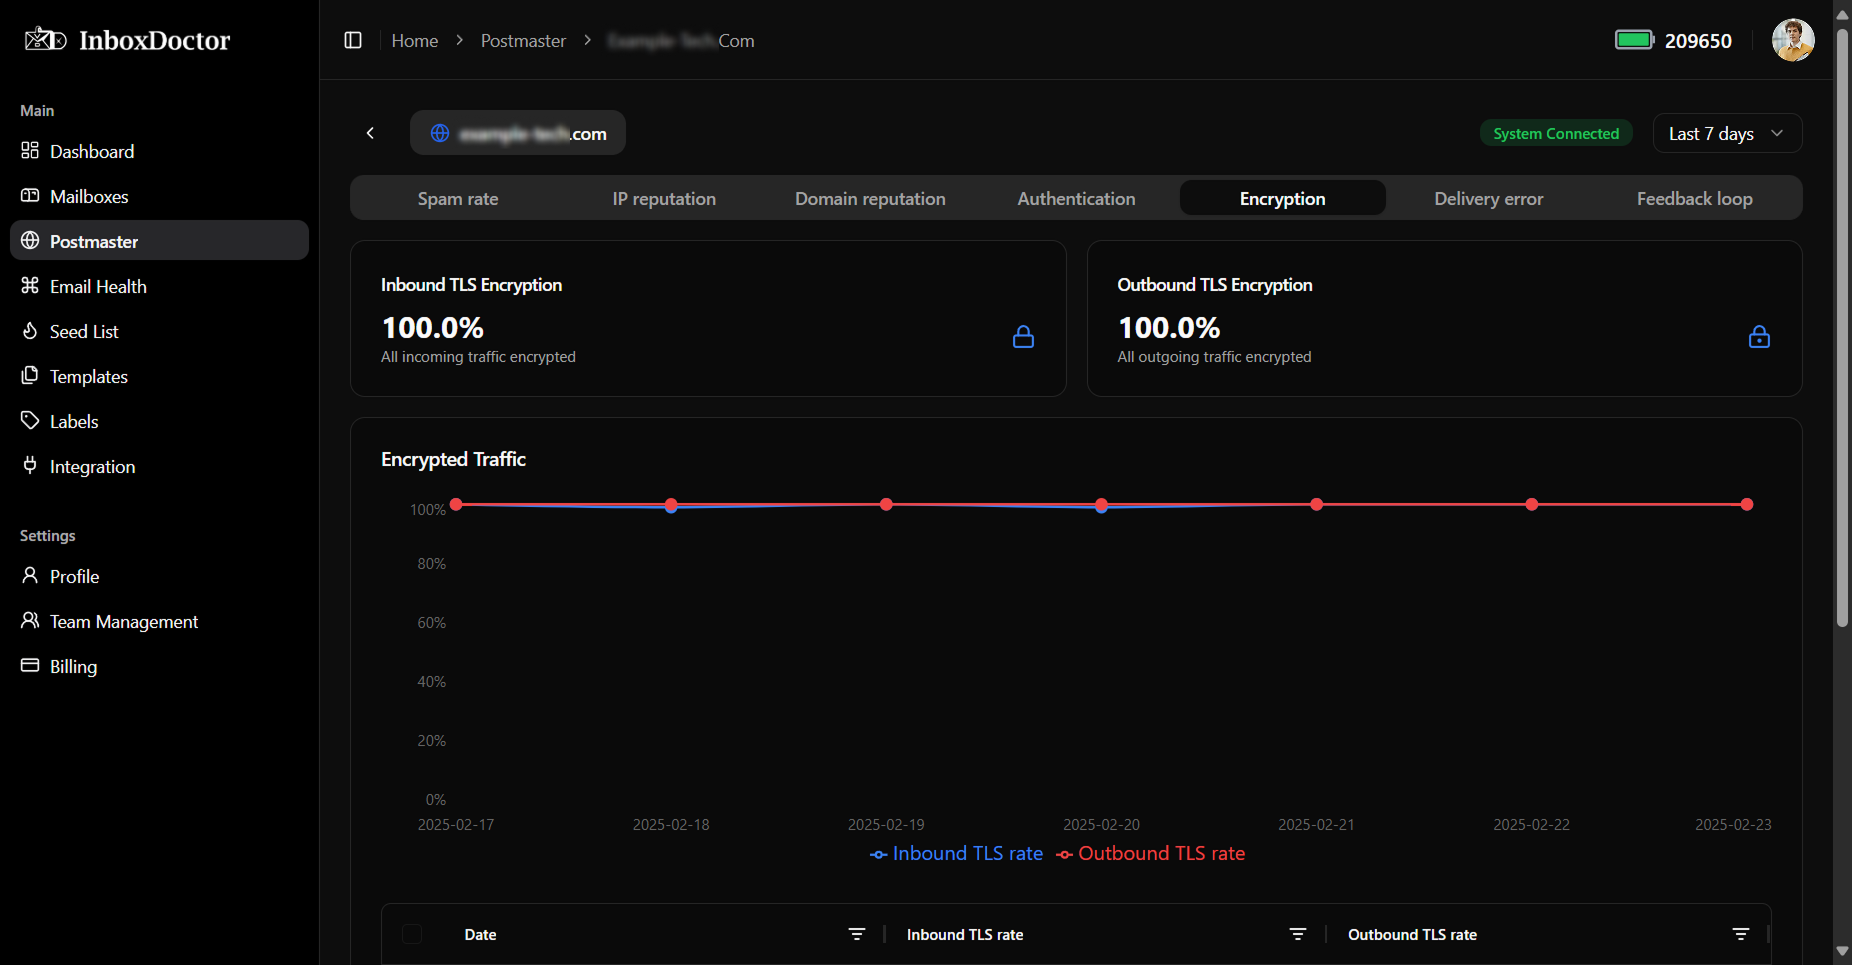 InboxDoctor
Main
Dashboard
Mailboxes
Postmaster
Email Health
Seed List
Templates
Labels
Integration
Settings
Profile
Team Management
Billing
Home > Postmaster > Example-Tech.Com
209650
example-tech.com
System Connected
Last 7 days
Spam rate IP reputation Domain reputation Authentication Encryption Delivery error Feedback loop
Inbound TLS Encryption
100.0%
All incoming traffic encrypted
Outbound TLS Encryption
100.0%
All outgoing traffic encrypted
Encrypted Traffic
100%
80%
60%
40%
20%
0%
2025-02-17 2025-02-18 2025-02-19 2025-02-20 2025-02-21 2025-02-22 2025-02-23
Inbound TLS rate Outbound TLS rate
Date Inbound TLS rate Outbound TLS rate